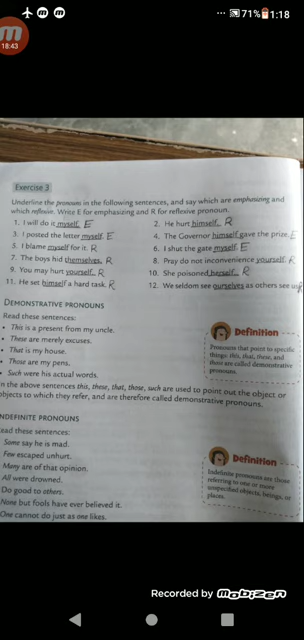 71% 1:18
m
18:43
Exercise 3
Underline the pronouns in the following sentences, and say which are emphasizing and
which reflexive. Write E for emphasizing and R for reflexive pronoun.
1. I will do it myself. E
2. He hurt himself. R
3. I posted the letter myself. E
4. The Governor himself gave the prize. E
5. I blame myself for it. R
6. I shut the gate myself. E
7. The boys hid themselves. R
8. Pray do not inconvenience yourself. R
9. You may hurt yourself. R
10. She poisoned herself. R
11. He set himself a hard task. R
12. We seldom see ourselves as others see us R
DEMONSTRATIVE PRONOUNS
Read these sentences:
• This is a present from my uncle.
• These are merely excuses.
• That is my house.
• Those are my pens.
• Such were his actual words.
Definition
Pronouns that point to specific
things: this, that, these, and
those are called demonstrative
pronouns.
n the above sentences this, these, that, those, such are used to point out the object or
objects to which they refer, and are therefore called demonstrative pronouns.
NDEFINITE PRONOUNS
ead these sentences:
Some say he is mad.
Few escaped unhurt.
Many are of that opinion.
All were drowned.
Do good to others.
None but fools have ever believed it.
One cannot do just as one likes.
Definition
Indefinite pronouns are those
referring to one or more
unspecified objects, beings, or
places.
Recorded by mobizen